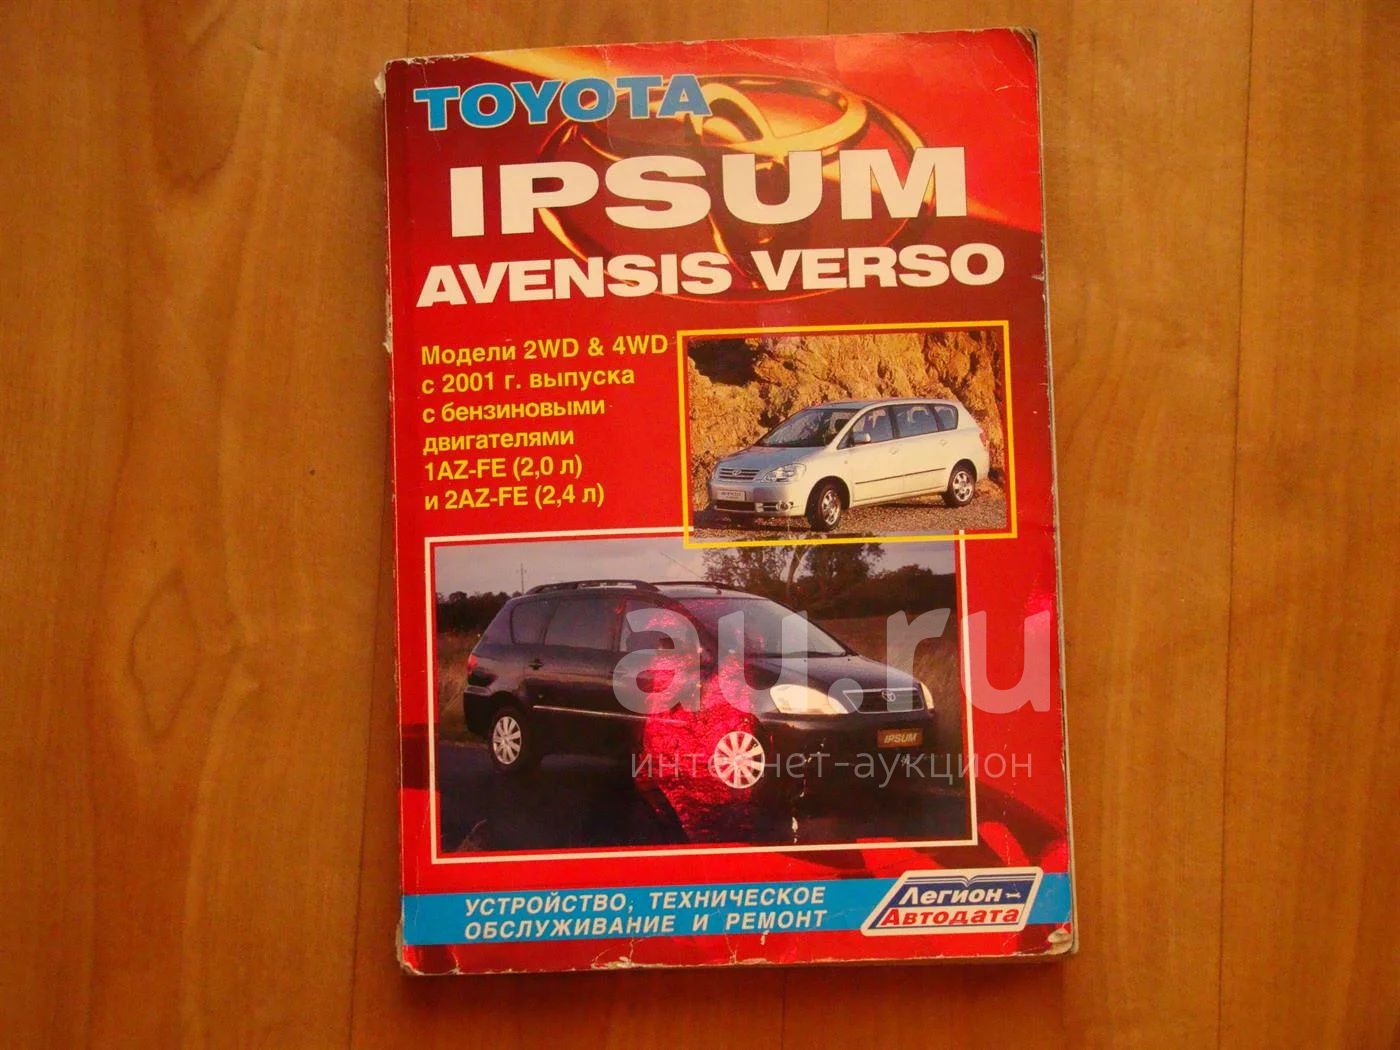 TOYOTA
IPSUM
AVENSIS VERSO
Модели 2WD & 4WD
с 2001 г. выпуска
с бензиновыми
двигателями
1AZ-FE (2,0 л)
и 2AZ-FE (2,4 л)
au.ru
IPSUM
интернет-аукцион
УСТРОЙСТВО, ТЕХНИЧЕСКОЕ
ОБСЛУЖИВАНИЕ И РЕМОНТ
Легион-
Автодата